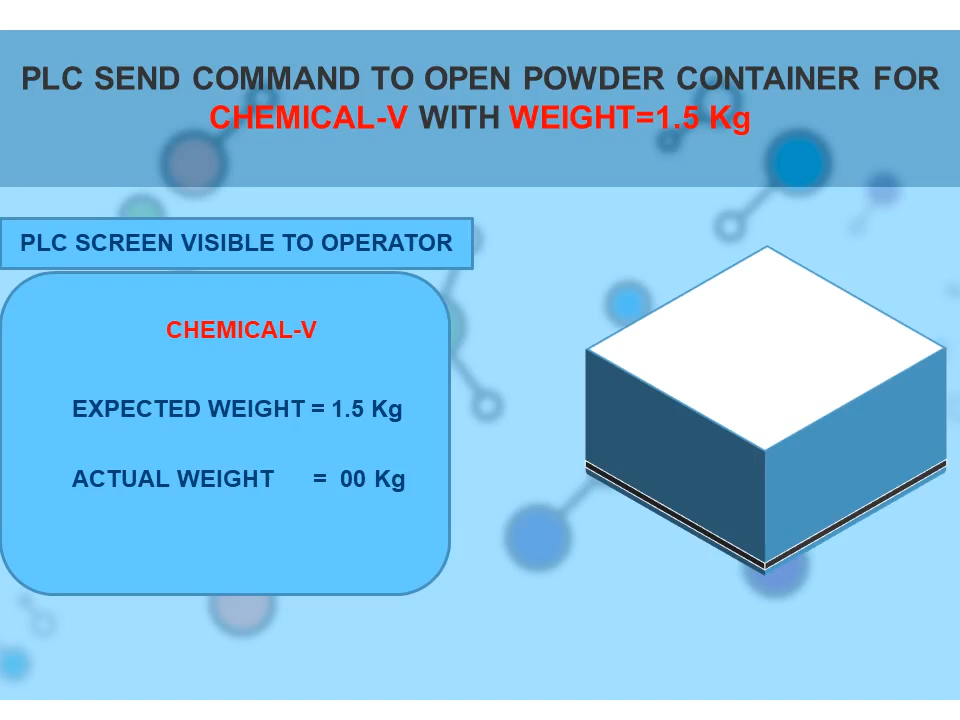 PLC SEND COMMAND TO OPEN POWDER CONTAINER FOR
CHEMICAL-V WITH WEIGHT=1.5 Kg
PLC SCREEN VISIBLE TO OPERATOR
CHEMICAL-V
EXPECTED WEIGHT = 1.5 Kg
ACTUAL WEIGHT = 00 Kg